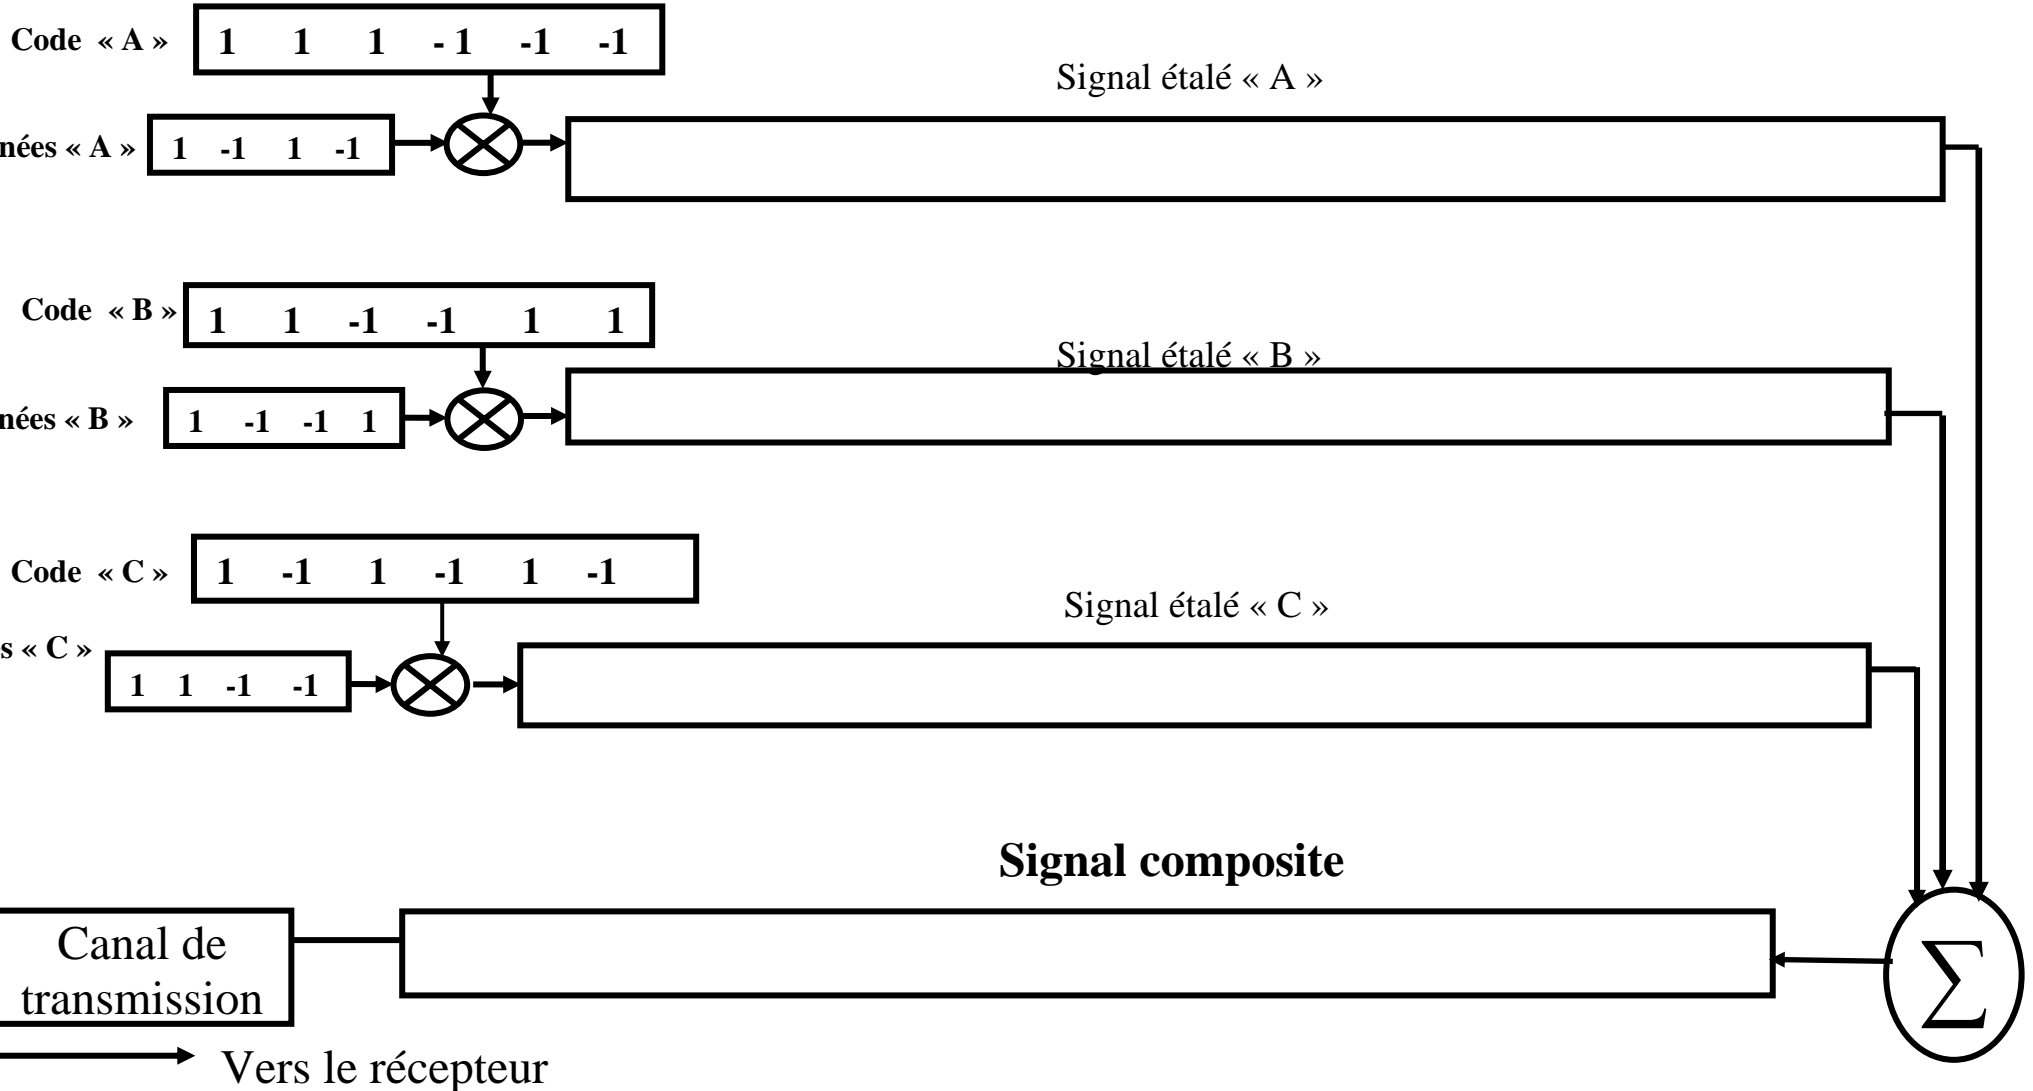 Code « A »
1 1 1 - 1 -1 -1
Signal étalé « A »
nées « A »
1 -1 1 -1
Code « B »
1 1 -1 -1 1 1
Signal étalé « B »
nées « B »
1 -1 -1 1
Code « C »
1 -1 1 -1 1 -1
Signal étalé « C »
s « C »
1 1 -1 -1
Signal composite
Canal de
transmission
∑
Vers le récepteur